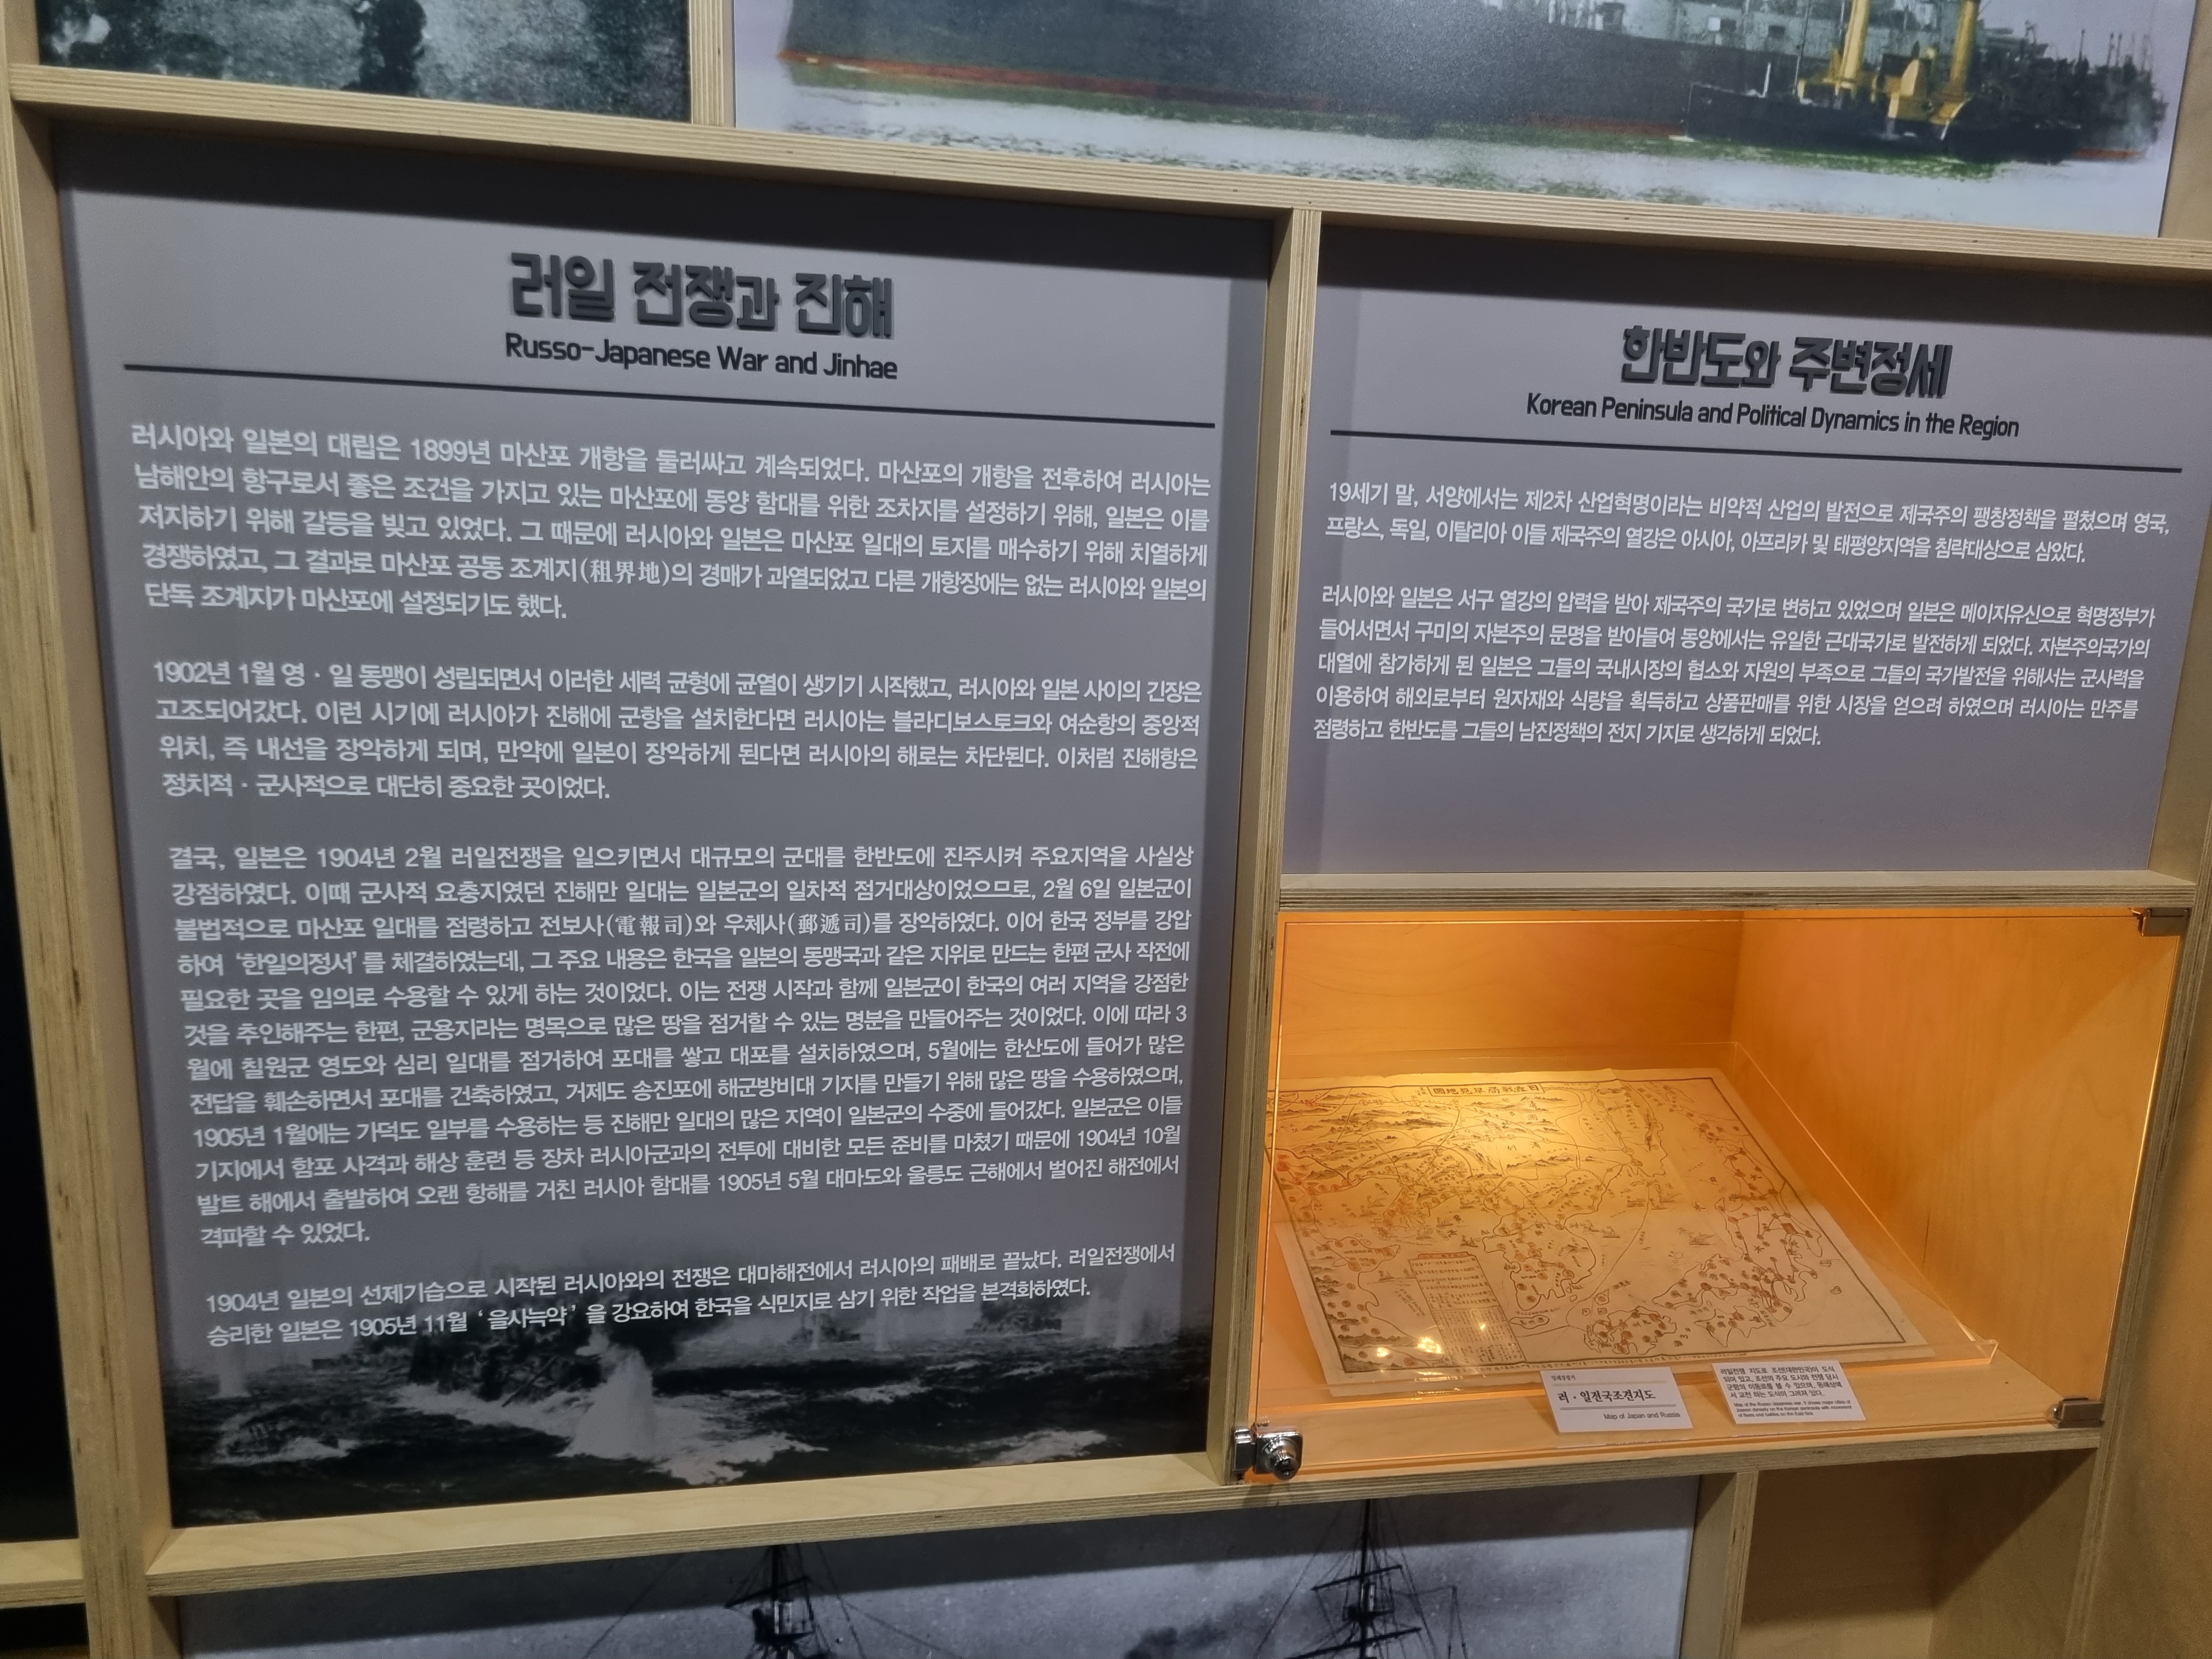 러일 전쟁과 진해
Russo-Japanese War and Jinhae
러시아와 일본의 대립은 1899년 마산포 개항을 둘러싸고 계속되었다. 마산포의 개항을 전후하여 러시아는
남해안의 항구로서 좋은 조건을 가지고 있는 마산포에 동양 함대를 위한 조차지를 설정하기 위해, 일본은 이를
저지하기 위해 갈등을 빚고 있었다. 그 때문에 러시아와 일본은 마산포 일대의 토지를 매수하기 위해 치열하게
경쟁하였고, 그 결과로 마산포 공동 조계지(租界地)의 경매가 과열되었고 다른 개항장에는 없는 러시아와 일본의
단독 조계지가 마산포에 설정되기도 했다.
1902년 1월 영·일 동맹이 성립되면서 이러한 세력 균형에 균열이 생기기 시작했고, 러시아와 일본 사이의 긴장은
고조되어갔다. 이런 시기에 러시아가 진해에 군항을 설치한다면 러시아는 블라디보스토크와 여순항의 중앙적
위치, 즉 내선을 장악하게 되며, 만약에 일본이 장악하게 된다면 러시아의 해로는 차단된다. 이처럼 진해항은
정치적·군사적으로 대단히 중요한 곳이었다.
결국, 일본은 1904년 2월 러일전쟁을 일으키면서 대규모의 군대를 한반도에 진주시켜 주요지역을 사실상
강점하였다. 이때 군사적 요충지였던 진해만 일대는 일본군의 일차적 점거대상이었으므로, 2월 6일 일본군이
불법적으로 마산포 일대를 점령하고 전보사(電報司)와 우체사(郵遞司)를 장악하였다. 이어 한국 정부를 강압
하여 '한일의정서'를 체결하였는데, 그 주요 내용은 한국을 일본의 동맹국과 같은 지위로 만드는 한편 군사 작전에
필요한 곳을 임의로 수용할 수 있게 하는 것이었다. 이는 전쟁 시작과 함께 일본군이 한국의 여러 지역을 강점한
것을 추인해주는 한편, 군용지라는 명목으로 많은 땅을 점거할 수 있는 명분을 만들어주는 것이었다. 이에 따라 3
월에 칠원군 영도와 심리 일대를 점거하여 포대를 쌓고 대포를 설치하였으며, 5월에는 한산도에 들어가 많은
전답을 훼손하면서 포대를 건축하였고, 거제도 송진포에 해군방비대 기지를 만들기 위해 많은 땅을 수용하였으며,
1905년 1월에는 가덕도 일부를 수용하는 등 진해만 일대의 많은 지역이 일본군의 수중에 들어갔다. 일본군은 이들
기지에서 함포 사격과 해상 훈련 등 장차 러시아군과의 전투에 대비한 모든 준비를 마쳤기 때문에 1904년 10월
발트 해에서 출발하여 오랜 항해를 거친 러시아 함대를 1905년 5월 대마도와 울릉도 근해에서 벌어진 해전에서
격파할 수 있었다.
1904년 일본의 선제기습으로 시작된 러시아와의 전쟁은 대마해전에서 러시아의 패배로 끝났다. 러일전쟁에서
승리한 일본은 1905년 11월 '을사늑약'을 강요하여 한국을 식민지로 삼기 위한 작업을 본격화하였다.
한반도와 주변정세
Korean Peninsula and Political Dynamics in the Region
19세기 말, 서양에서는 제2차 산업혁명이라는 비약적 산업의 발전으로 제국주의 팽창정책을 펼쳤으며 영국,
프랑스, 독일, 이탈리아 이들 제국주의 열강은 아시아, 아프리카 및 태평양지역을 침략대상으로 삼았다.
러시아와 일본은 서구 열강의 압력을 받아 제국주의 국가로 변하고 있었으며 일본은 메이지유신으로 혁명정부가
들어서면서 구미의 자본주의 문명을 받아들여 동양에서는 유일한 근대국가로 발전하게 되었다. 자본주의국가의
대열에 참가하게 된 일본은 그들의 국내시장의 협소와 자원의 부족으로 그들의 국가발전을 위해서는 군사력을
이용하여 해외로부터 원자재와 식량을 획득하고 상품판매를 위한 시장을 얻으려 하였으며 러시아는 만주를
점령하고 한반도를 그들의 남진정책의 전지 기지로 생각하게 되었다.
러·일전국조견지도
Map of Japan and Russia
러일전쟁 지도로 조선(대한민국)이 도식
되어 있고, 조선의 주요 도시와 전쟁 당시
군함의 이동로를 볼 수 있으며, 동해상에
서 교전 하는 도식이 그려져 있다.